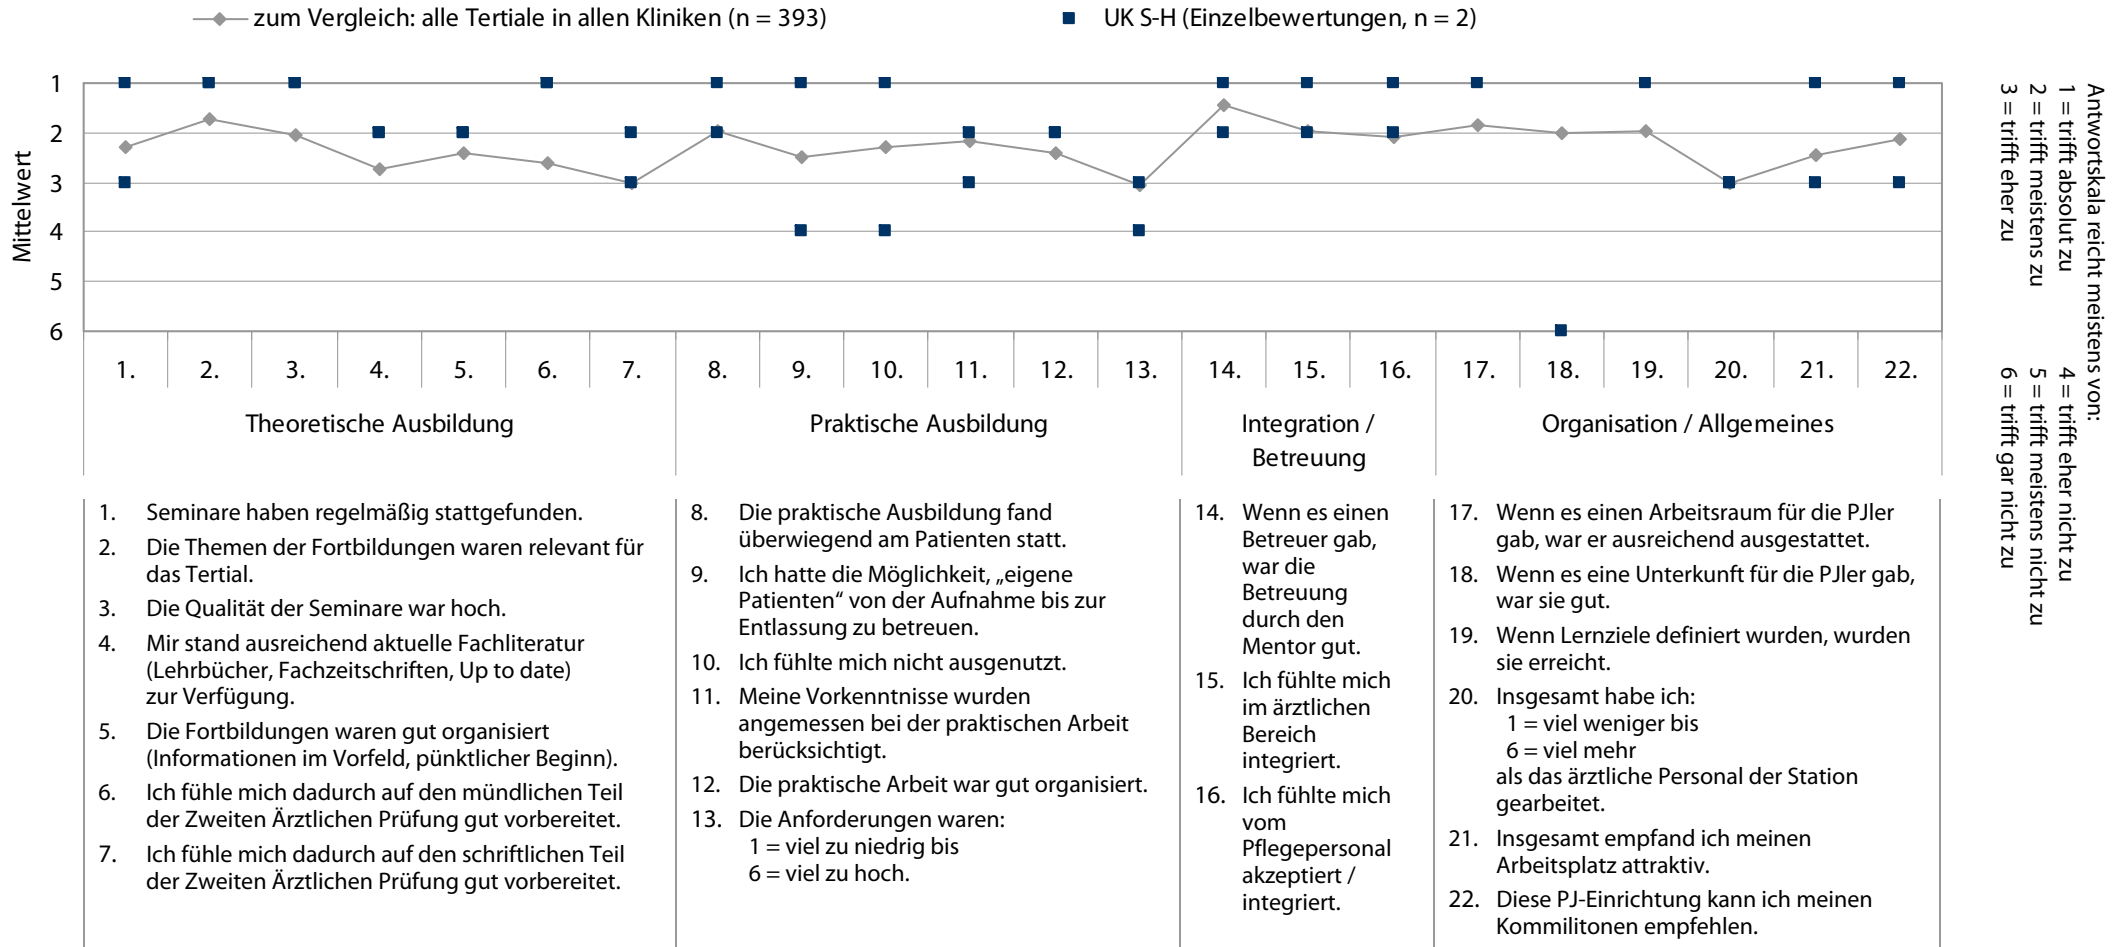 zum Vergleich: alle Tertiale in allen Kliniken (n = 393)
UK S-H (Einzelbewertungen, n = 2)
Mittelwert
1
2
3
4
5
6
1.
2.
3.
4.
5.
6.
7.
8.
9.
10.
11.
12.
13.
14.
15.
16.
17.
18.
19.
20.
21.
22.
Theoretische Ausbildung
Praktische Ausbildung
Integration /
Betreuung
Organisation / Allgemeines
1. Seminare haben regelmäßig stattgefunden.
2. Die Themen der Fortbildungen waren relevant für
das Tertial.
3. Die Qualität der Seminare war hoch.
4. Mir stand ausreichend aktuelle Fachliteratur
(Lehrbücher, Fachzeitschriften, Up to date)
zur Verfügung.
5. Die Fortbildungen waren gut organisiert
(Informationen im Vorfeld, pünktlicher Beginn).
6. Ich fühle mich dadurch auf den mündlichen Teil
der Zweiten Ärztlichen Prüfung gut vorbereitet.
7. Ich fühle mich dadurch auf den schriftlichen Teil
der Zweiten Ärztlichen Prüfung gut vorbereitet.
8. Die praktische Ausbildung fand
überwiegend am Patienten statt.
9. Ich hatte die Möglichkeit, „eigene
Patienten“ von der Aufnahme bis zur
Entlassung zu betreuen.
10. Ich fühlte mich nicht ausgenutzt.
11. Meine Vorkenntnisse wurden
angemessen bei der praktischen Arbeit
berücksichtigt.
12. Die praktische Arbeit war gut organisiert.
13. Die Anforderungen waren:
1 = viel zu niedrig bis
6 = viel zu hoch.
14. Wenn es einen
Betreuer gab,
war die
Betreuung
durch den
Mentor gut.
15. Ich fühlte mich
im ärztlichen
Bereich
integriert.
16. Ich fühlte mich
vom
Pflegepersonal
akzeptiert /
integriert.
17. Wenn es einen Arbeitsraum für die PJler
gab, war er ausreichend ausgestattet.
18. Wenn es eine Unterkunft für die PJler gab,
war sie gut.
19. Wenn Lernziele definiert wurden, wurden
sie erreicht.
20. Insgesamt habe ich:
1 = viel weniger bis
6 = viel mehr
als das ärztliche Personal der Station
gearbeitet.
21. Insgesamt empfand ich meinen
Arbeitsplatz attraktiv.
22. Diese PJ-Einrichtung kann ich meinen
Kommilitonen empfehlen.
Antwortskala reicht meistens von:
1 = trifft absolut zu
2 = trifft meistens zu
3 = trifft eher zu
4 = trifft eher nicht zu
5 = trifft meistens nicht zu
6 = trifft gar nicht zu